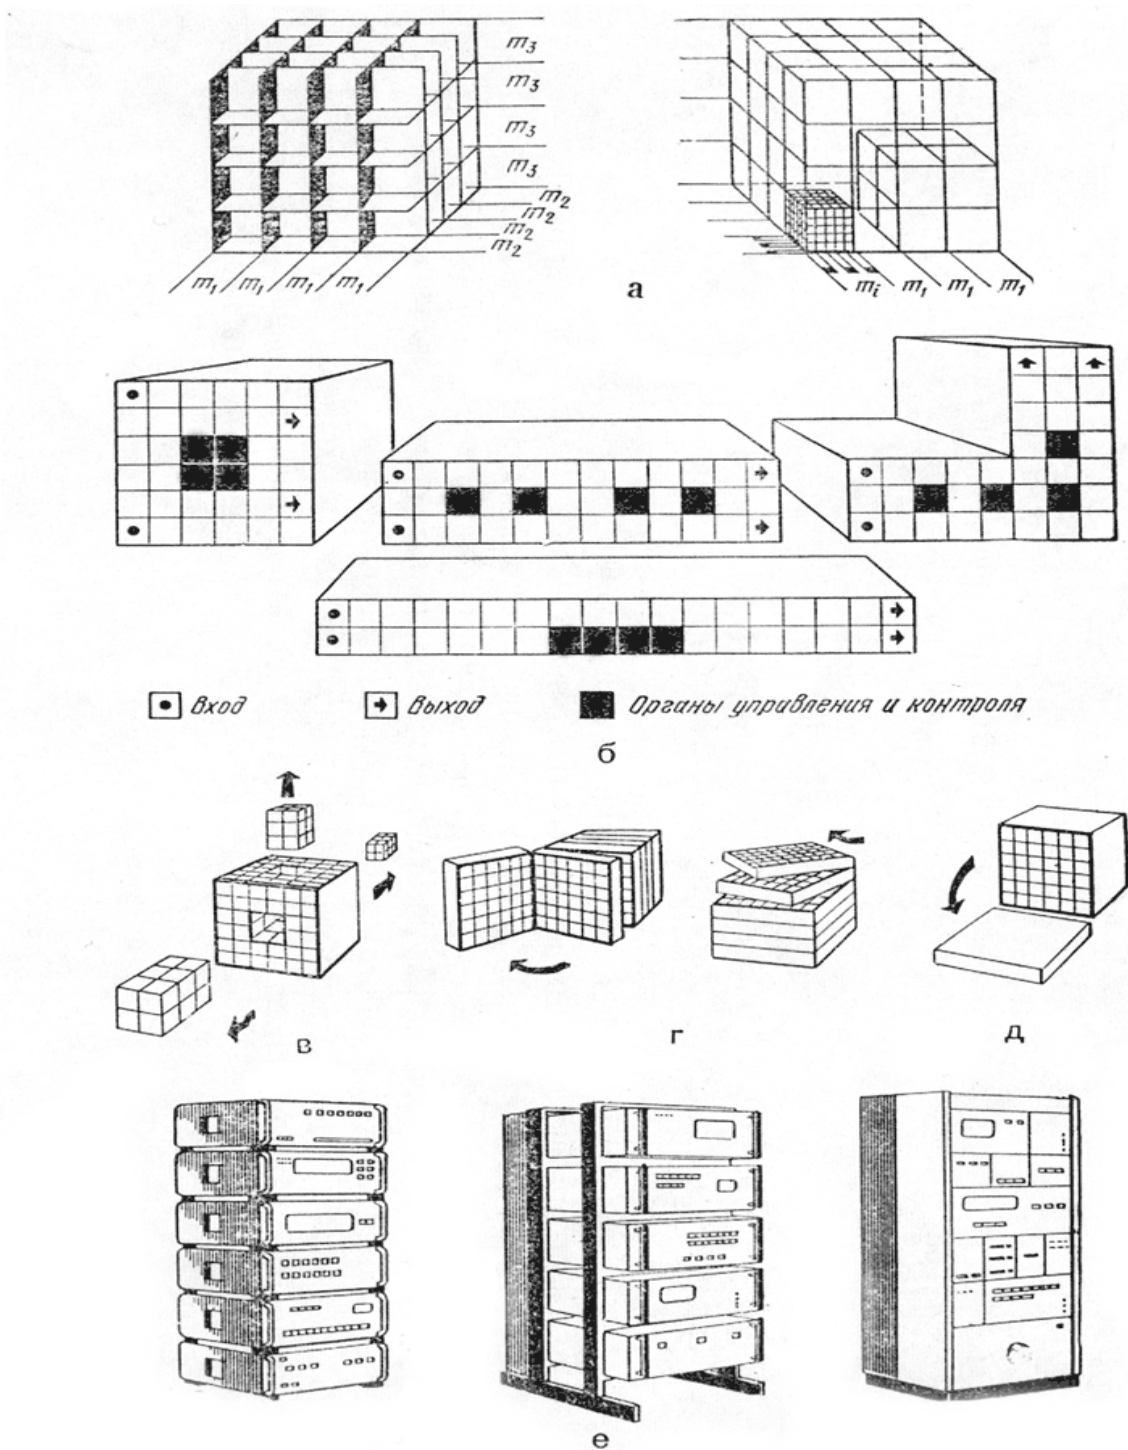 m₃
m₃
m₃
m₃
m₂
m₂
m₂
m₂
m₁ m₁ m₁ m₁
mᵢ m₁ m₁ m₁
а
Вход Выход Органы управления и контроля
б
в г д
е